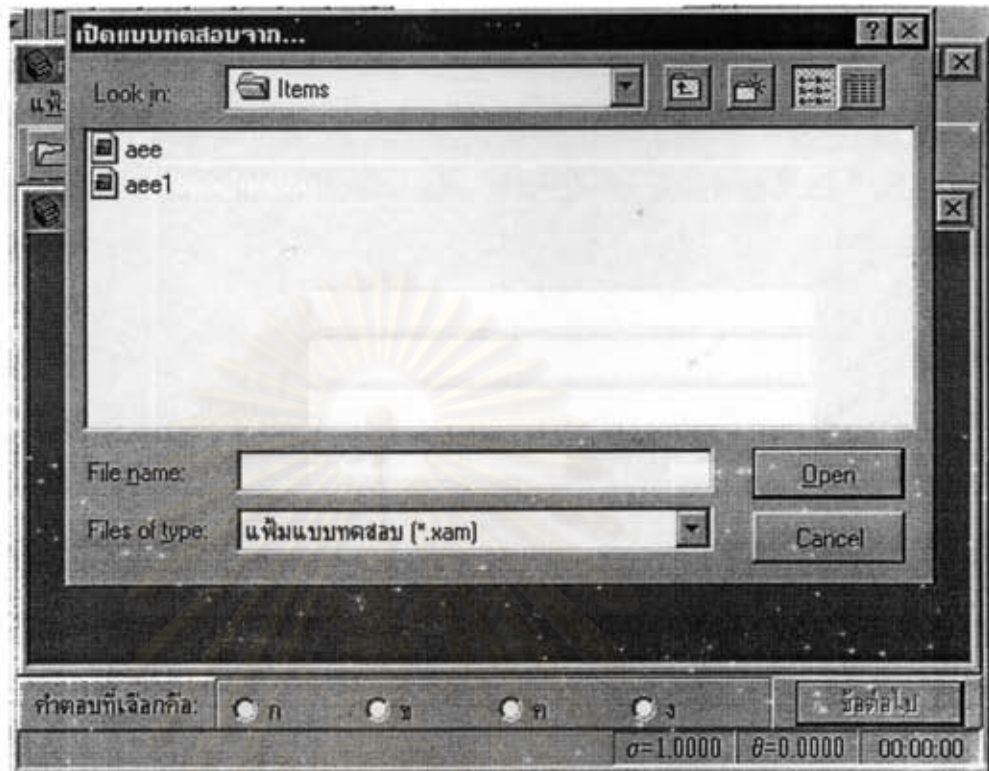 เปิดแบบทดสอบจาก...
Look in:
Items
แฟ้
aee
aee1
File name:
Open
Files of type:
แฟ้มแบบทดสอบ (*.xam)
Cancel
คำตอบที่เลือกคือ:
ก
ข
ค
ง
ข้อต่อไป
σ=1.0000
θ=0.0000
00:00:00